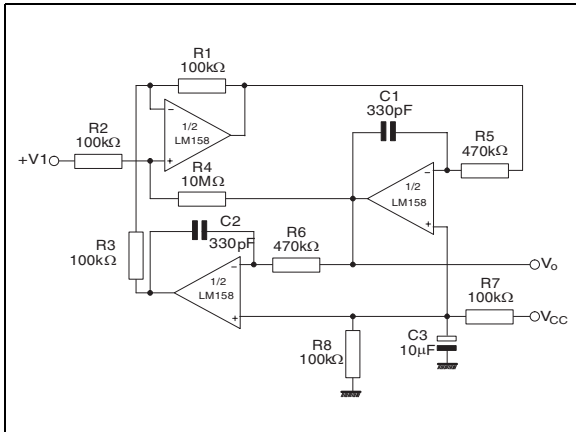 R1
100kΩ
C1
330pF
R2
100kΩ
1/2
LM158
R5
470kΩ
+V1
R4
10MΩ
1/2
LM158
C2
330pF
R6
470kΩ
R3
100kΩ
1/2
LM158
Vo
R7
100kΩ
VCC
R8
100kΩ
C3
10µF